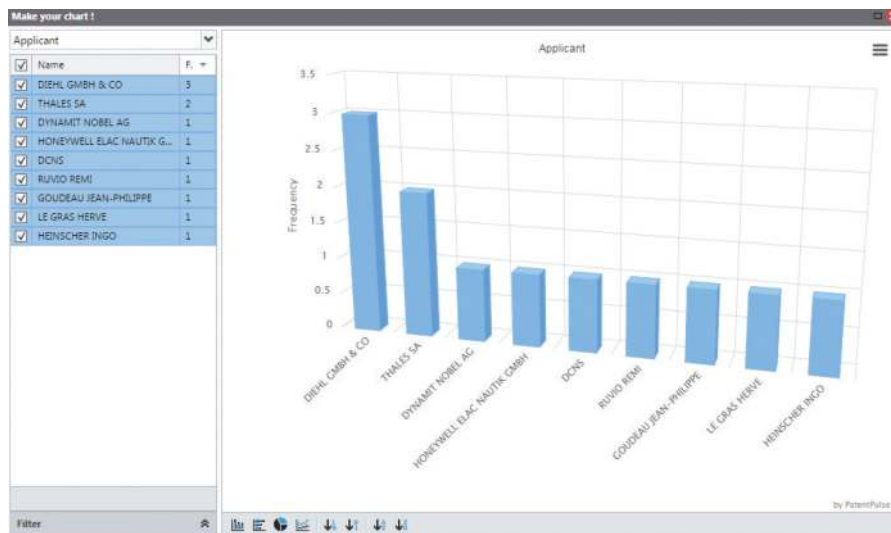 Make your chart !
Applicant
Name F.
DIEHL GMBH & CO 3
THALES SA 2
DYNAMIT NOBEL AG 1
HONEYWELL ELAC NAUTIK G... 1
DCNS 1
RUVIO REMI 1
GOUDEAU JEAN-PHILIPPE 1
LE GRAS HERVE 1
HEINSCHER INGO 1
Filter
Applicant
Frequency
3.5
3
2.5
2
1.5
1
0.5
0
DIEHL GMBH & CO
THALES SA
DYNAMIT NOBEL AG
HONEYWELL ELAC NAUTIK GMBH
DCNS
RUVIO REMI
GOUDEAU JEAN-PHILIPPE
LE GRAS HERVE
HEINSCHER INGO
by PatentPulse